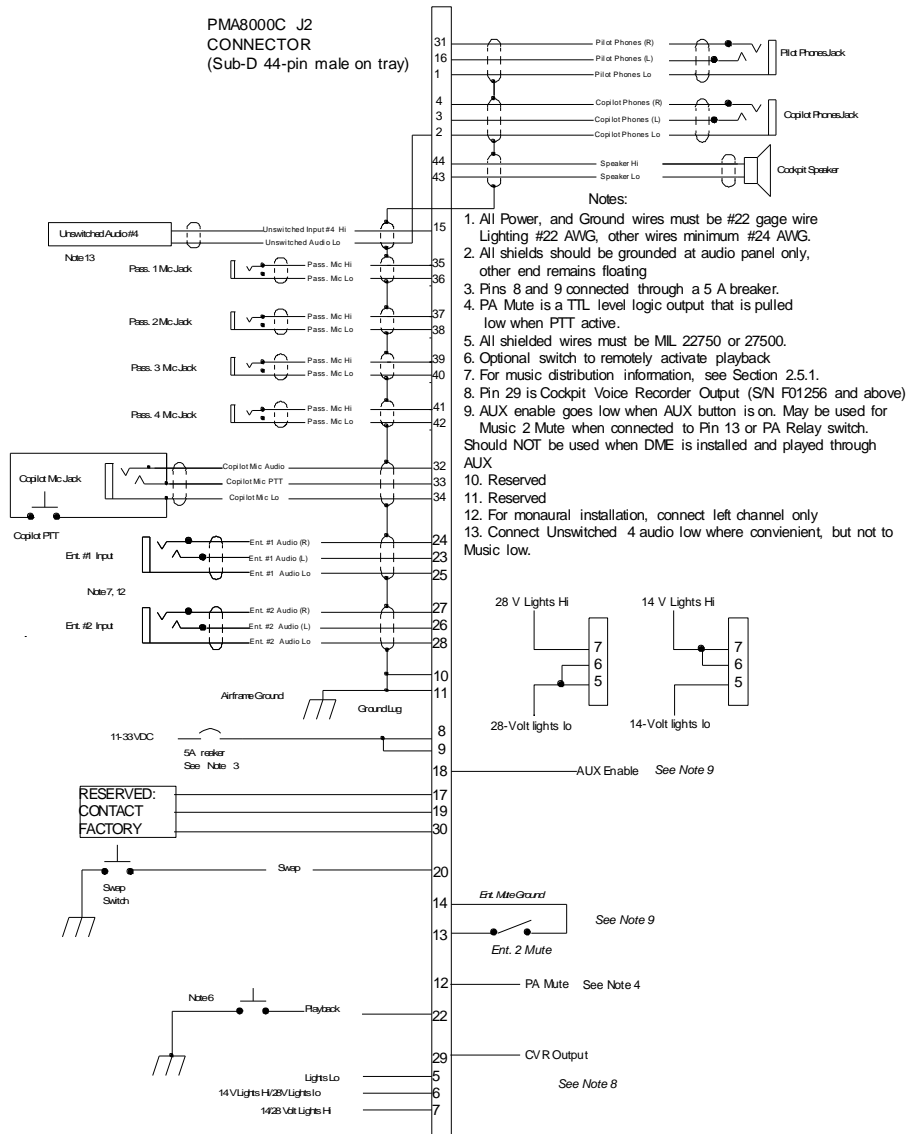 PMA8000C J2
CONNECTOR
(Sub-D 44-pin male on tray)
31
16
1
4
3
2
44
43
Pilot Phones (R)
Pilot Phones (L)
Pilot Phones Lo
Pilot Phones Jack
Copilot Phones (R)
Copilot Phones (L)
Copilot Phones Lo
Copilot Phones Jack
Speaker Hi
Speaker Lo
Cockpit Speaker
Unswitched Audio #4
Note 13
Unswitched Input #4 Hi
Unswitched Audio Lo
15
Pass. 1 Mic Jack
Pass. Mic Hi
Pass. Mic Lo
35
36
Pass. 2 Mic Jack
Pass. Mic Hi
Pass. Mic Lo
37
38
Pass. 3 Mic Jack
Pass. Mic Hi
Pass. Mic Lo
39
40
Pass. 4 Mic Jack
Pass. Mic Hi
Pass. Mic Lo
41
42
Copilot Mic Jack
Copilot PTT
Copilot Mic Audio
Copilot Mic PTT
Copilot Mic Lo
32
33
34
Ent. #1 Input
Ent. #1 Audio (R)
Ent. #1 Audio (L)
Ent. #1 Audio Lo
24
23
25
Note 7, 12
Ent. #2 Input
Ent. #2 Audio (R)
Ent. #2 Audio (L)
Ent. #2 Audio Lo
27
26
28
Airframe Ground
Ground Lug
10
11
11-33VDC
5A reaker
See Note 3
8
9
18
AUX Enable See Note 9
RESERVED:
CONTACT
FACTORY
17
19
30
Swap
Switch
Swap
20
14
13
Ent. Mute Ground
Ent. 2 Mute
See Note 9
12
PA Mute See Note 4
Note 6
Playback
22
29
CVR Output
See Note 8
Lights Lo
5
14 V Lights Hi/28V Lights lo
6
14/28 Volt Lights Hi
7
Notes:
1. All Power, and Ground wires must be #22 gage wire
Lighting #22 AWG, other wires minimum #24 AWG.
2. All shields should be grounded at audio panel only,
other end remains floating
3. Pins 8 and 9 connected through a 5 A breaker.
4. PA Mute is a TTL level logic output that is pulled
low when PTT active.
5. All shielded wires must be MIL 22750 or 27500.
6. Optional switch to remotely activate playback
7. For music distribution information, see Section 2.5.1.
8. Pin 29 is Cockpit Voice Recorder Output (S/N F01256 and above)
9. AUX enable goes low when AUX button is on. May be used for
Music 2 Mute when connected to Pin 13 or PA Relay switch.
Should NOT be used when DME is installed and played through
AUX
10. Reserved
11. Reserved
12. For monaural installation, connect left channel only
13. Connect Unswitched 4 audio low where convienient, but not to
Music low.
28 V Lights Hi
7
6
5
28-Volt lights lo
14 V Lights Hi
7
6
5
14-Volt lights lo